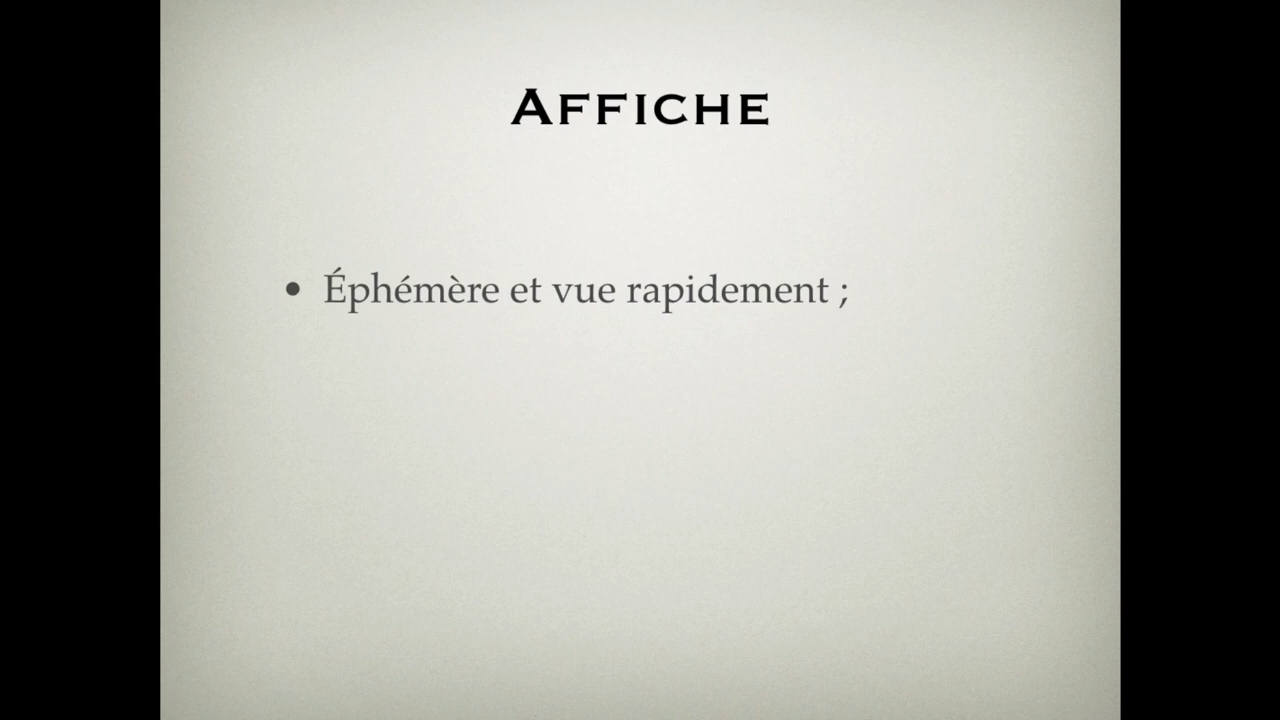 AFFICHE
• Éphémère et vue rapidement ;